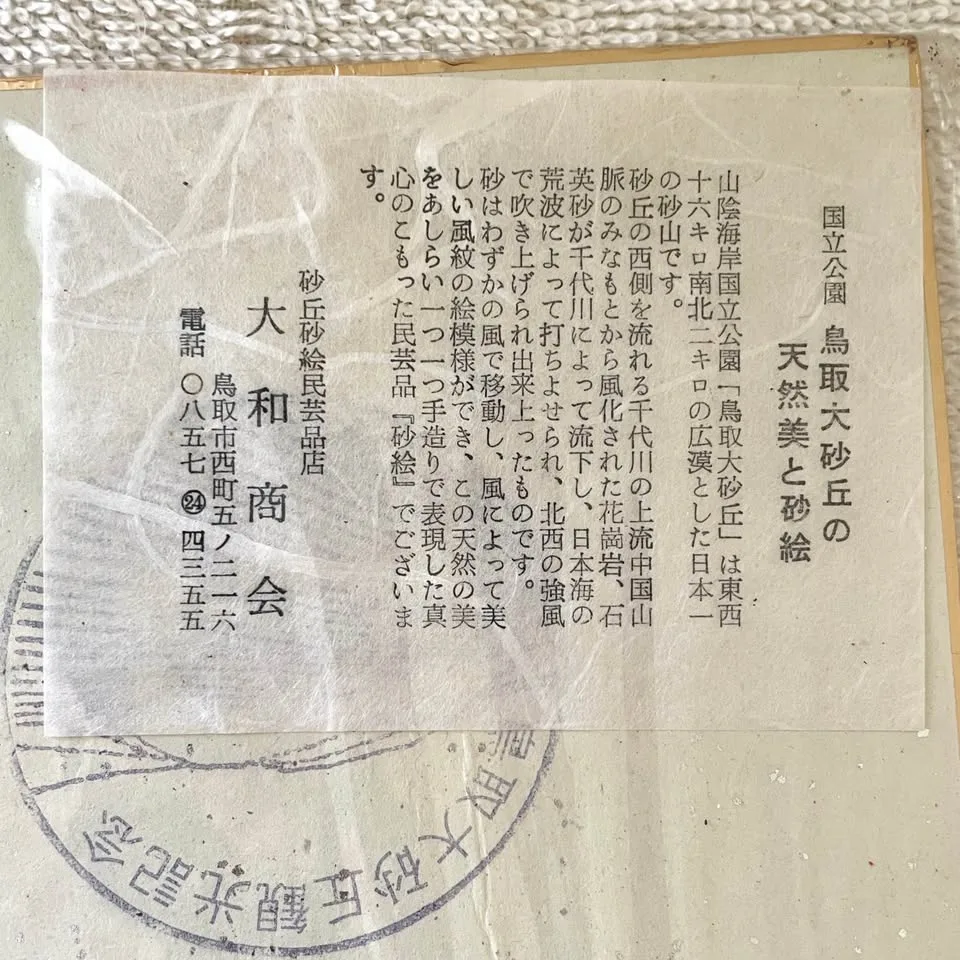 国立公園 鳥取大砂丘の
天然美と砂絵
山陰海岸国立公園「鳥取大砂丘」は東西
十六キロ南北二キロの広漠とした日本一
の砂山です。
砂丘の西側を流れる千代川の上流中国山
脈のみなもとから風化された花崗岩、石
英砂が千代川によって流下し、日本海の
荒波によって打ちよせられ、北西の強風
で吹き上げられ出来上ったものです。
砂はわずかの風で移動し、風によって美
しい風紋の絵模様ができ、この天然の美
をあしらい一つ一つ手造りで表現した真
心のこもった民芸品『砂絵』でございま
す。
砂丘砂絵民芸品店
大和商会
鳥取市西町五ノ二一六
電話 〇八五七㉔四三五五
鳥取大砂丘観光記念